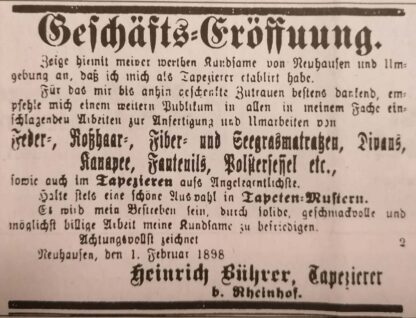 Geschäfts-Eröffnung.
Zeige hiemit meiner werthen Kundsame von Neuhausen und Um-
gebung an, daß ich mich als Tapezierer etablirt habe.
Für das mir bis anhin geschenkte Zutrauen bestens dankend, em-
pfehle mich einem weitern Publikum in allen in meinem Fache ein-
schlagenden Arbeiten zur Anfertigung und Umarbeiten von
Feder-, Roßhaar-, Fiber- und Seegrasmatratzen, Divans,
Kanapee, Fauteuils, Polstersessel etc.,
sowie auch im Tapezieren aufs Angelegentlichste.
Halte stets eine schöne Auswahl in Tapeten-Mustern.
Es wird mein Bestreben sein, durch solide, geschmackvolle und
möglichst billige Arbeit meine Kundsame zu befriedigen.
Achtungsvollst zeichnet 2
Neuhausen, den 1. Februar 1898
Heinrich Bührer, Tapezierer
b. Rheinhof.